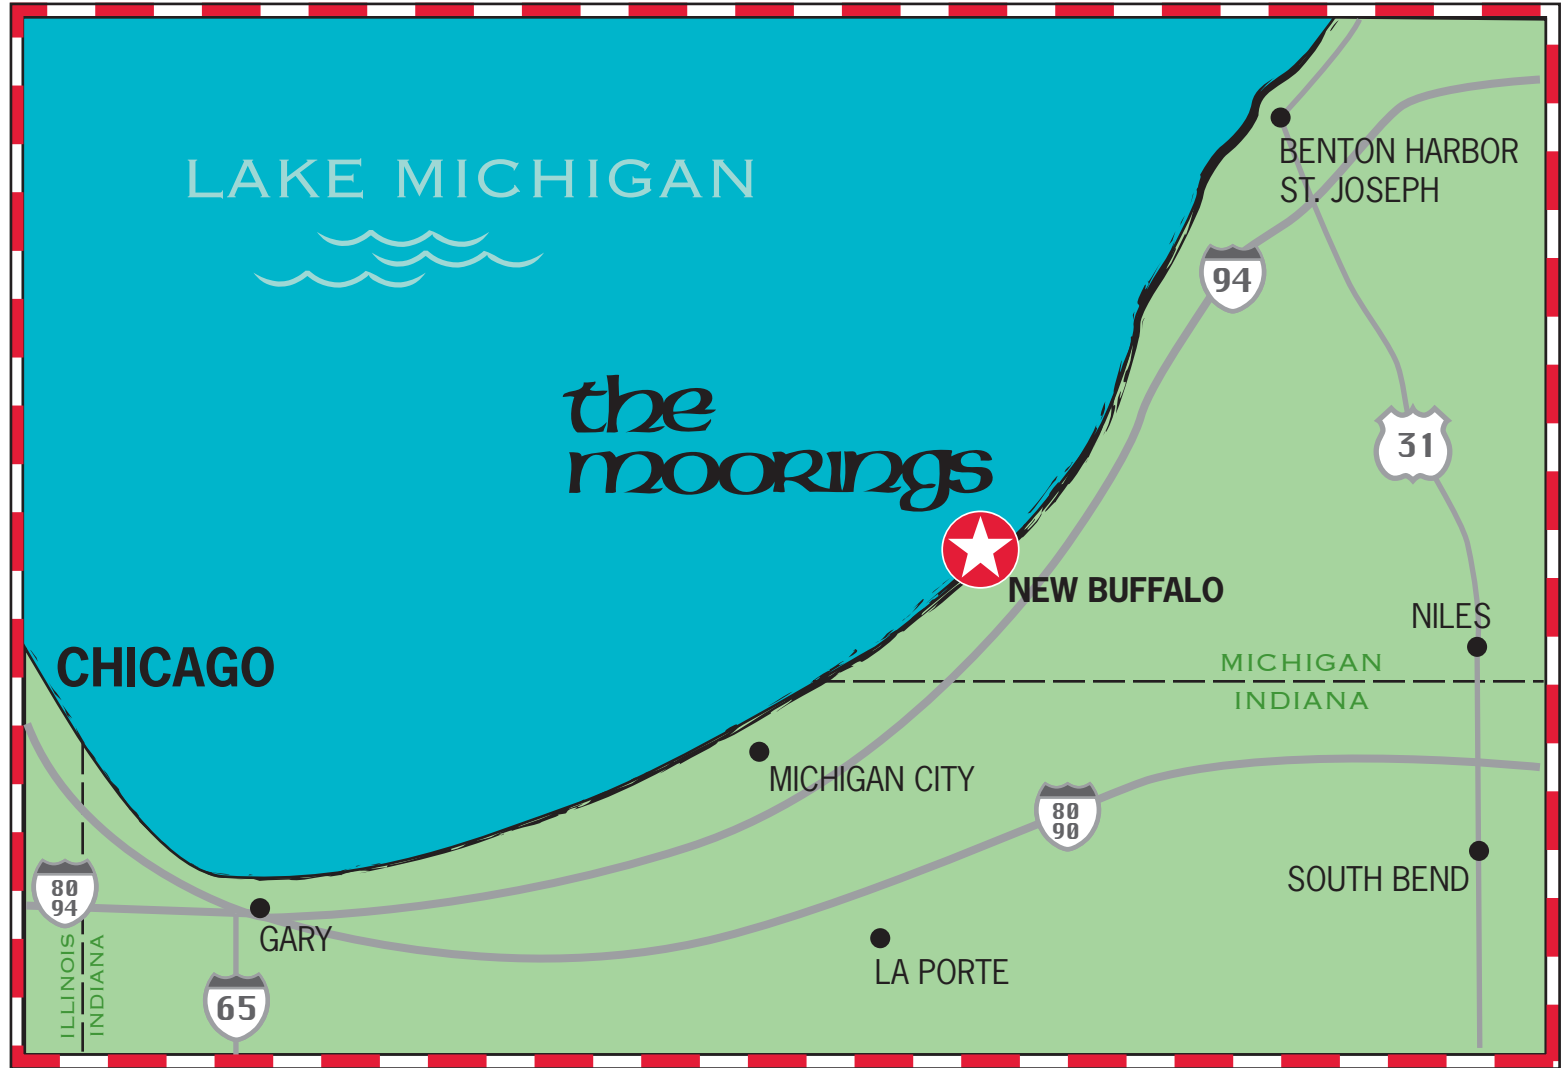 LAKE MICHIGAN
BENTON HARBOR
ST. JOSEPH
94
the
moorings
31
NEW BUFFALO
NILES
CHICAGO
MICHIGAN
INDIANA
MICHIGAN CITY
80
90
SOUTH BEND
80
94
GARY
LA PORTE
ILLINOIS
INDIANA
65